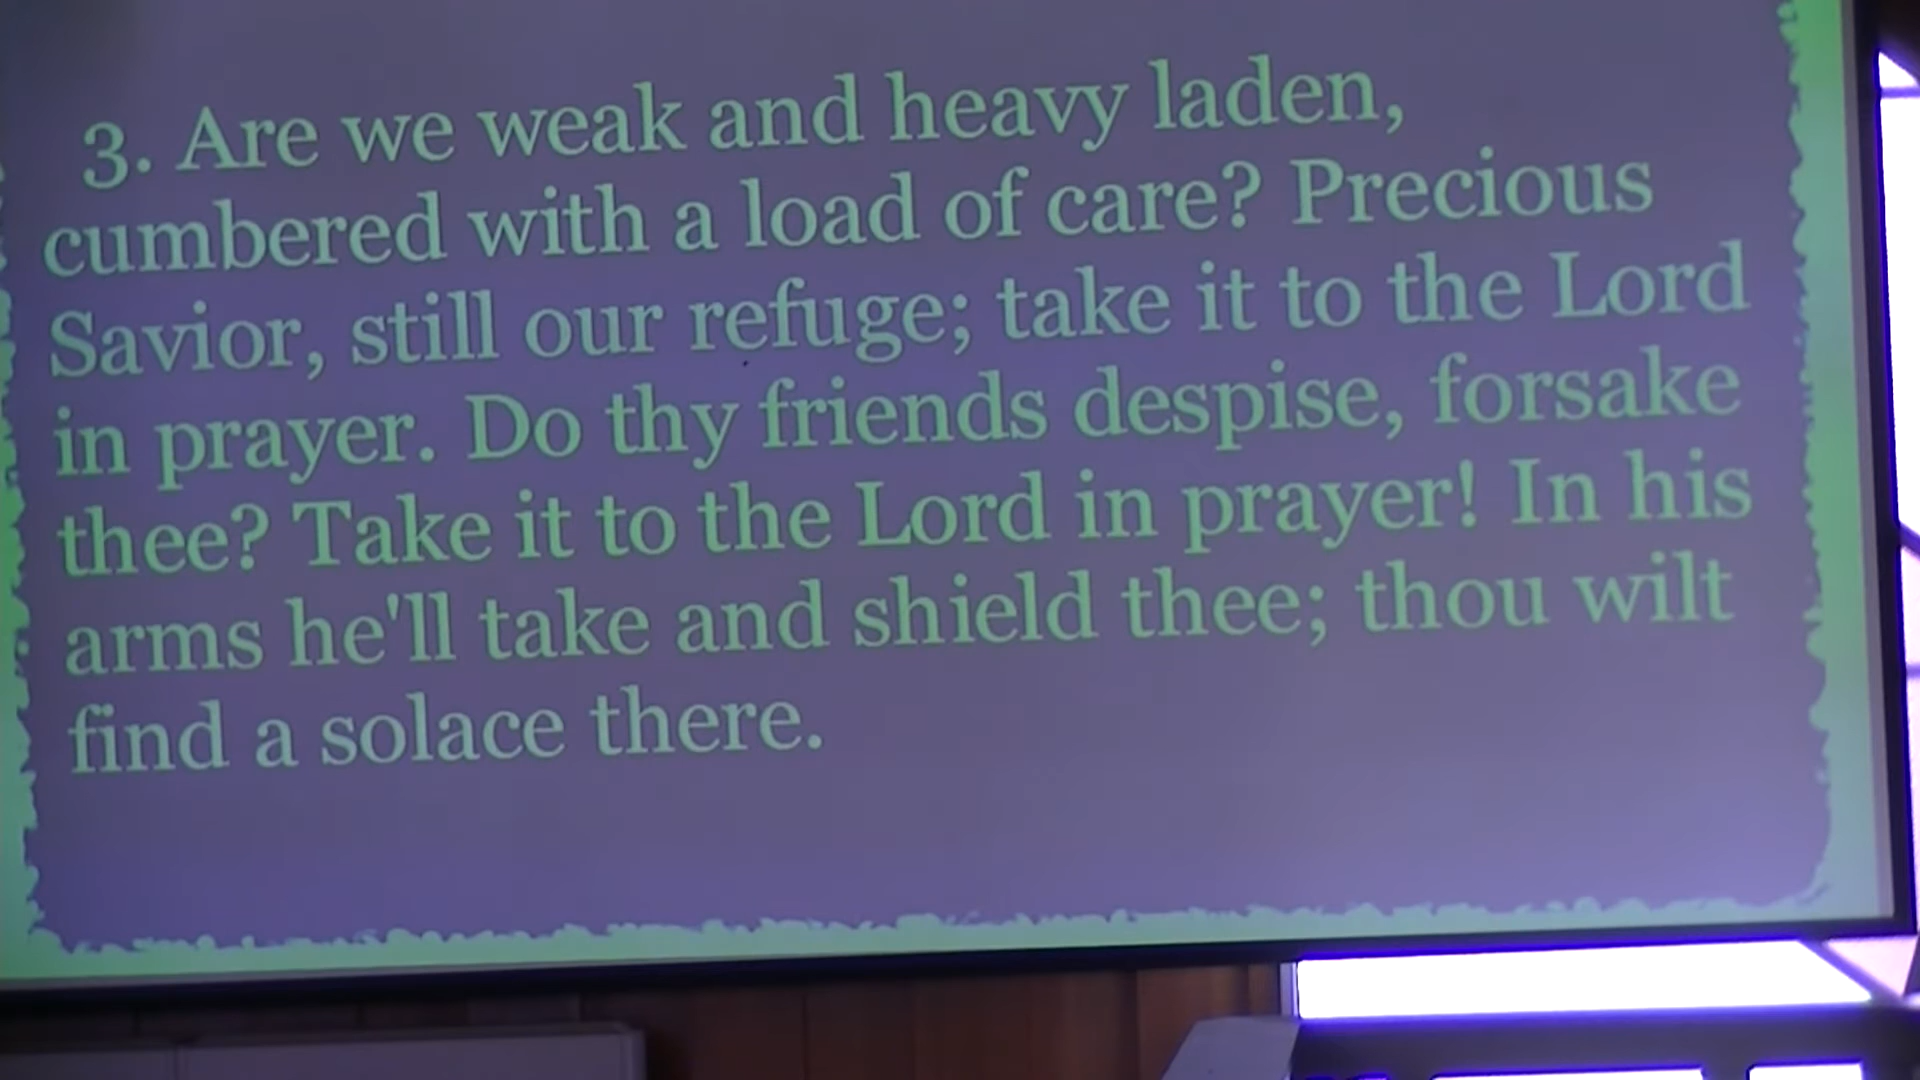 3. Are we weak and heavy laden,
cumbered with a load of care? Precious
Savior, still our refuge; take it to the Lord
in prayer. Do thy friends despise, forsake
thee? Take it to the Lord in prayer! In his
arms he'll take and shield thee; thou wilt
find a solace there.